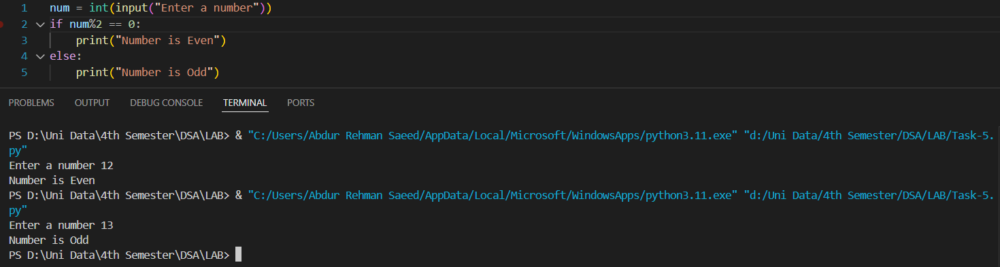 1 num = int(input("Enter a number"))
2 if num%2 == 0:
3     print("Number is Even")
4 else:
5     print("Number is Odd")
PROBLEMS OUTPUT DEBUG CONSOLE TERMINAL PORTS
PS D:\Uni Data\4th Semester\DSA\LAB> & "C:/Users/Abdur Rehman Saeed/AppData/Local/Microsoft/WindowsApps/python3.11.exe" "d:/Uni Data/4th Semester/DSA/LAB/Task-5.
py"
Enter a number 12
Number is Even
PS D:\Uni Data\4th Semester\DSA\LAB> & "C:/Users/Abdur Rehman Saeed/AppData/Local/Microsoft/WindowsApps/python3.11.exe" "d:/Uni Data/4th Semester/DSA/LAB/Task-5.
py"
Enter a number 13
Number is Odd
PS D:\Uni Data\4th Semester\DSA\LAB>